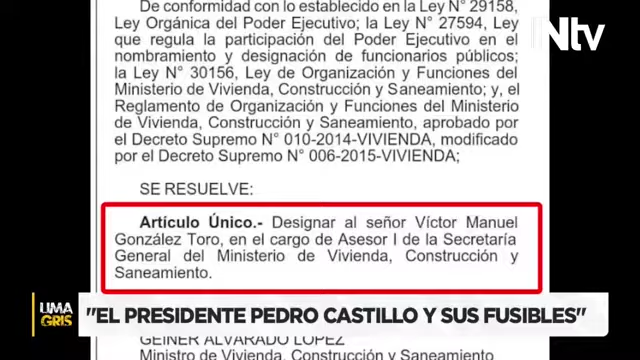 De conformidad con lo establecido en la Ley N° 29158,
Ley Orgánica del Poder Ejecutivo; la Ley N° 27594, Ley
que regula la participación del Poder Ejecutivo en el
nombramiento y designación de funcionarios públicos;
la Ley N° 30156, Ley de Organización y Funciones del
Ministerio de Vivienda, Construcción y Saneamiento; y, el
Reglamento de Organización y Funciones del Ministerio
de Vivienda, Construcción y Saneamiento, aprobado por
el Decreto Supremo N° 010-2014-VIVIENDA, modificado
por el Decreto Supremo N° 006-2015-VIVIENDA;
SE RESUELVE:
Artículo Único.- Designar al señor Víctor Manuel
González Toro, en el cargo de Asesor I de la Secretaría
General del Ministerio de Vivienda, Construcción y
Saneamiento.
UMA
GRIS
"EL PRESIDENTE PEDRO CASTILLO Y SUS FUSIBLES"
GEINER ALVARADO LÓPEZ
Ministro de Vivienda, Construcción y Saneamiento